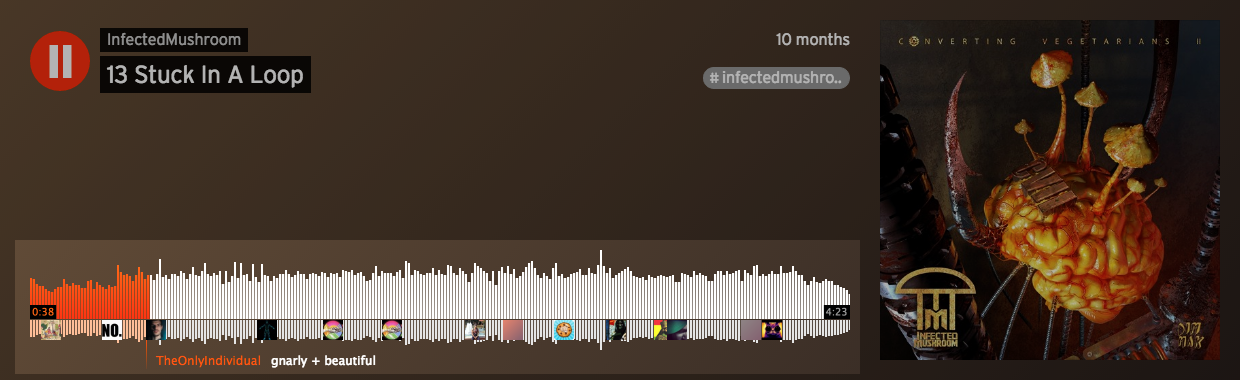 InfectedMushroom
13 Stuck In A Loop
10 months
# infectedmushro..
CONVERTING VEGETARIANS II
INFECTED
MUSHROOM
0:38
4:23
NO.
TheOnlyIndividual gnarly + beautiful